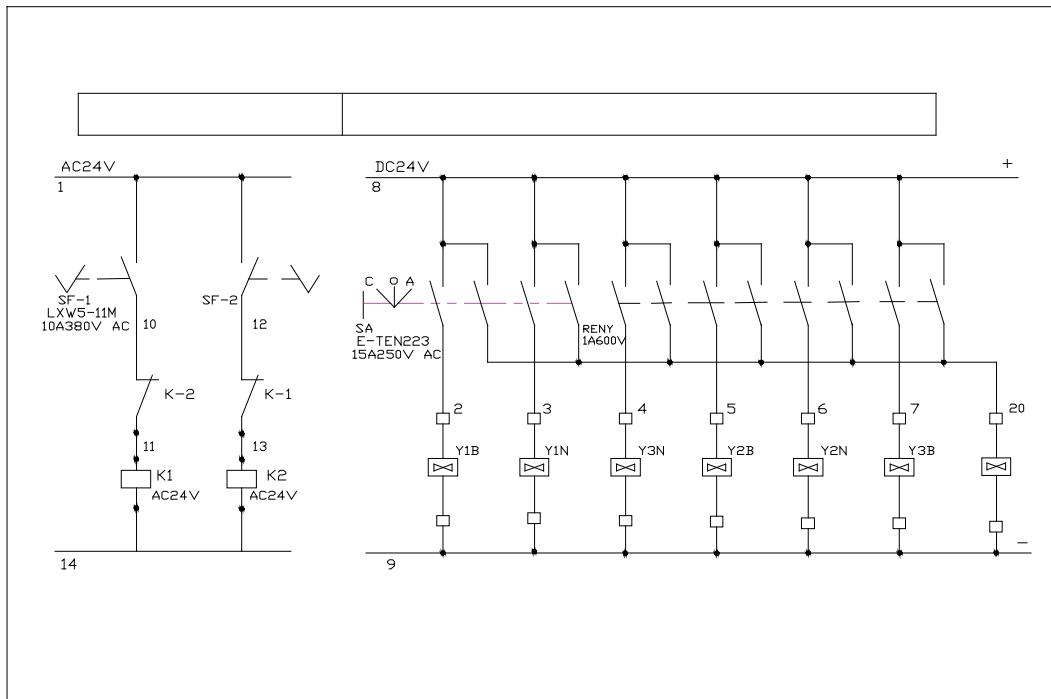 AC24V
1
DC24V
8
+
SF-1
LXW5-11M
10A380V AC
10
SF-2
12
C O A
SA
E-TEN223
15A250V AC
RENY
1A600V
K-2
K-1
11
13
K1
AC24V
K2
AC24V
2
3
4
5
6
7
20
Y1B
Y1N
Y3N
Y2B
Y2N
Y3B
14
9
-